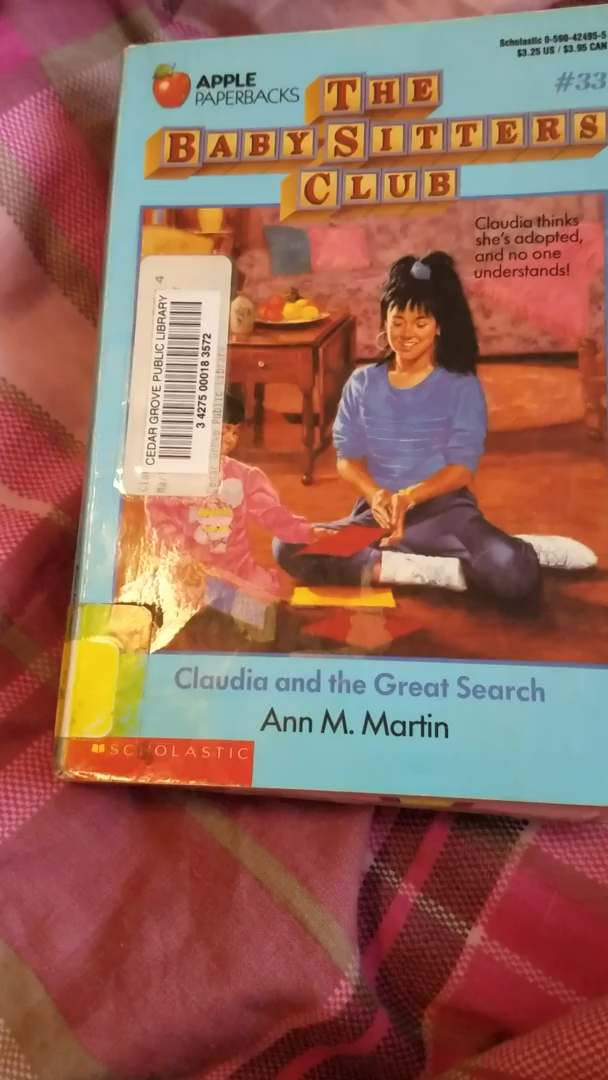 Scholastic 0-590-42495-5
$3.25 US / $3.95 CAN
APPLE
PAPERBACKS
#33
THE
BABY-SITTERS
CLUB
Claudia thinks
she's adopted,
and no one
understands!
CEDAR GROVE PUBLIC LIBRARY
3 4275 00018 3572
Claudia and the Great Search
Ann M. Martin
SCHOLASTIC